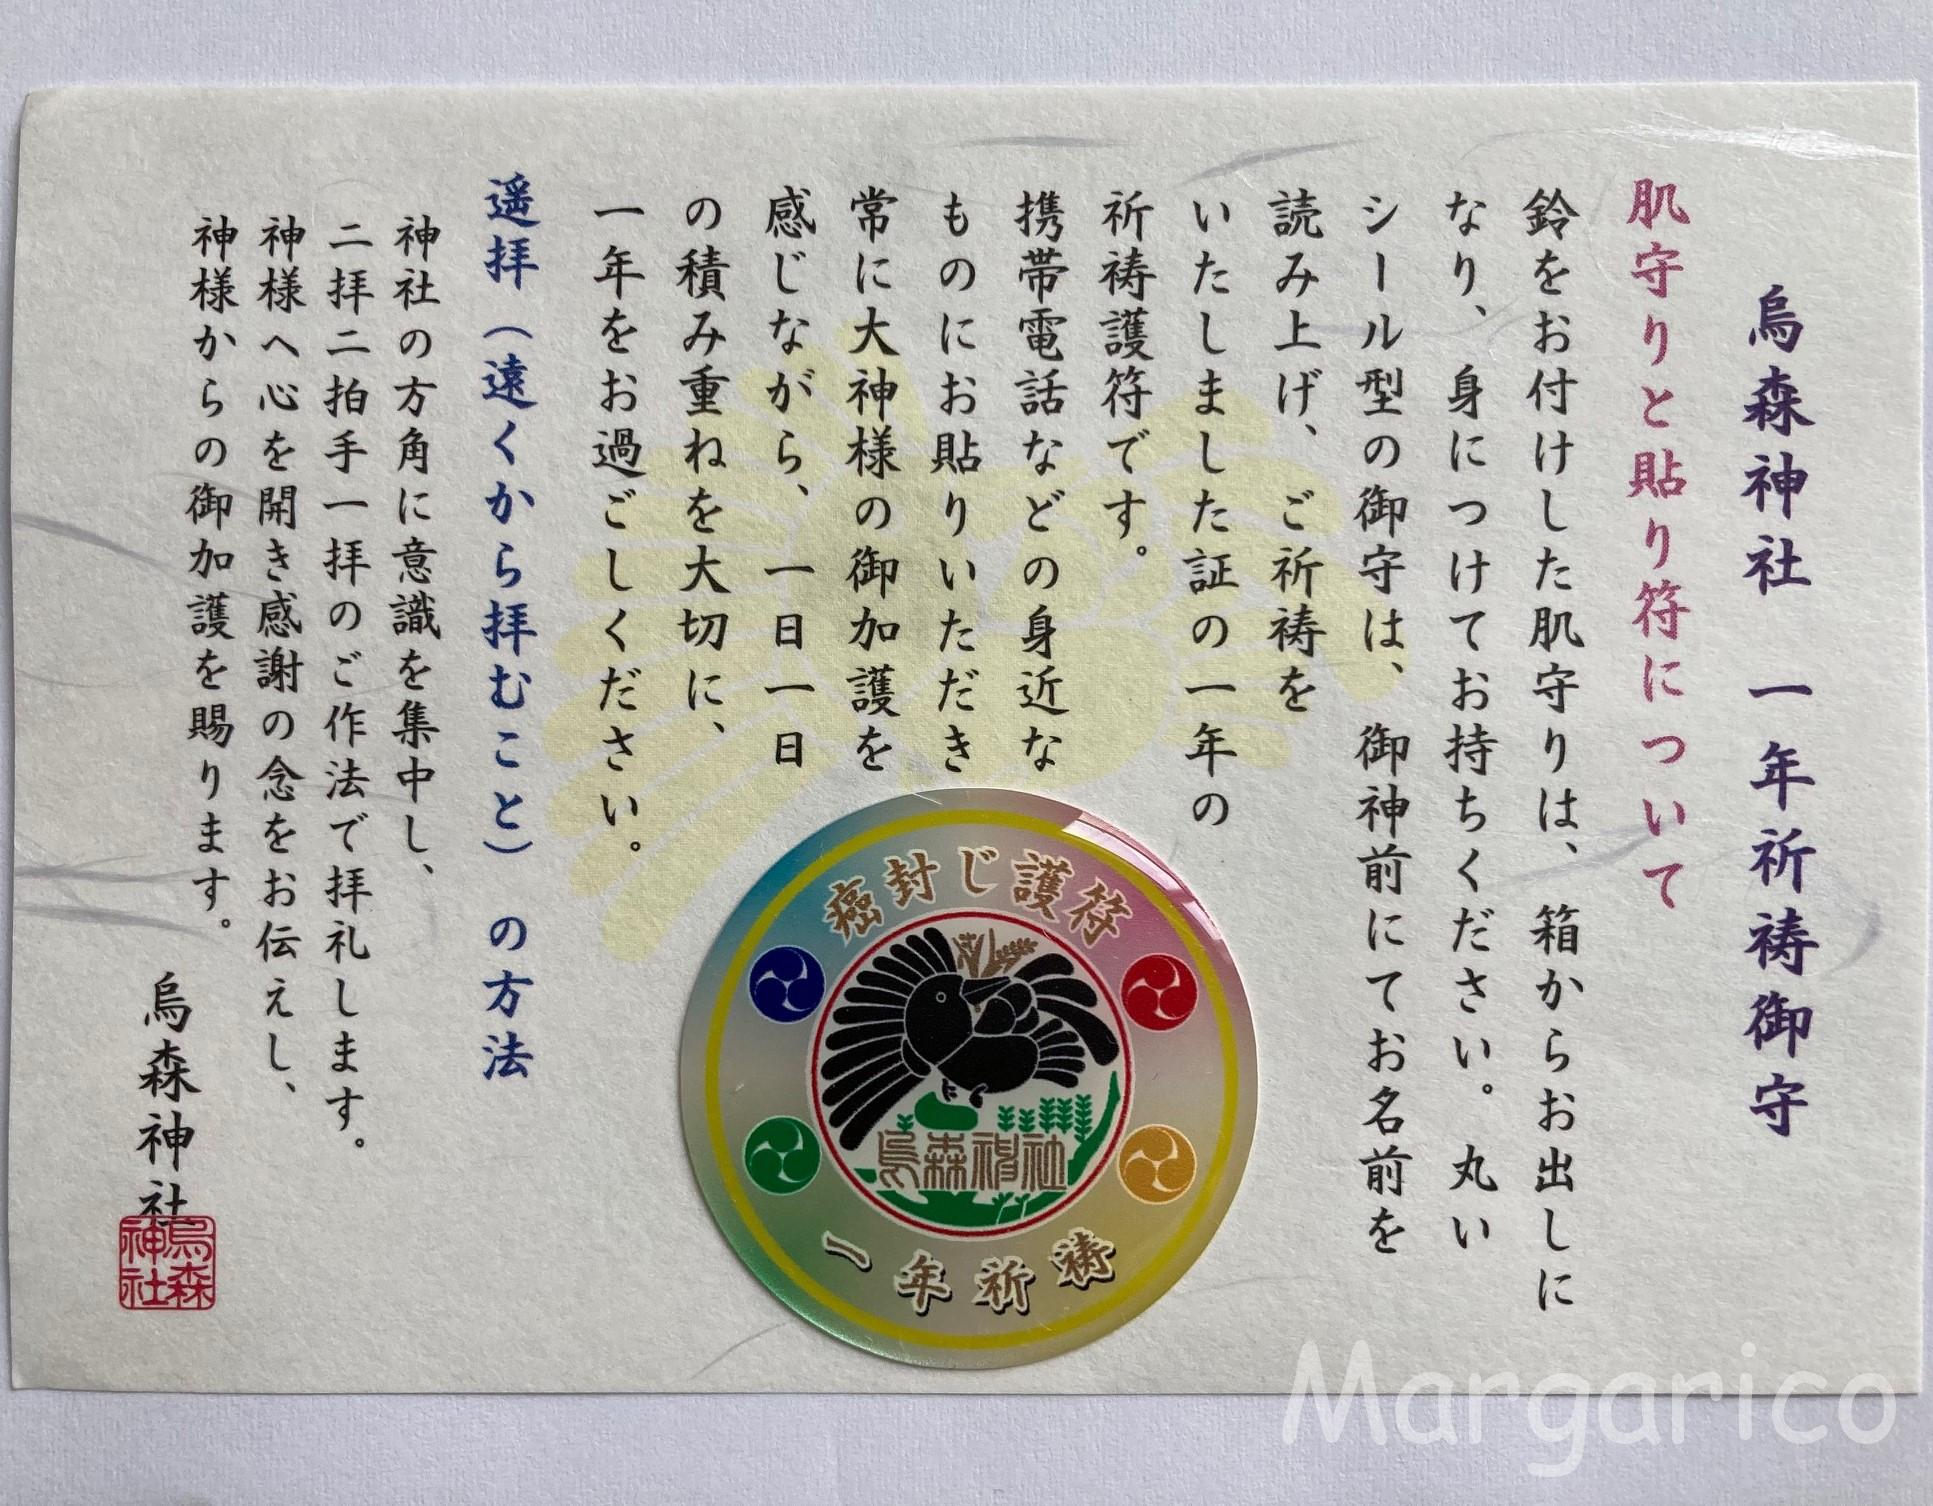 烏森神社 一年祈祷御守
肌守りと貼り符について
鈴をお付けした肌守りは、箱からお出しに
なり、身につけてお持ちください。丸い
シール型の御守は、御神前にてお名前を
読み上げ、ご祈祷を
いたしました証の一年の
祈祷護符です。
携帯電話などの身近な
ものにお貼りいただき
常に大神様の御加護を
感じながら、一日一日
の積み重ねを大切に、
一年をお過ごしください。
遥拝(遠くから拝むこと)の方法
神社の方角に意識を集中し、
二拝二拍手一拝のご作法で拝礼します。
神様へ心を開き感謝の念をお伝えし、
神様からの御加護を賜ります。
烏森神社
烏森
神社
癌封じ護符
烏森神社
一年祈祷
Margarico